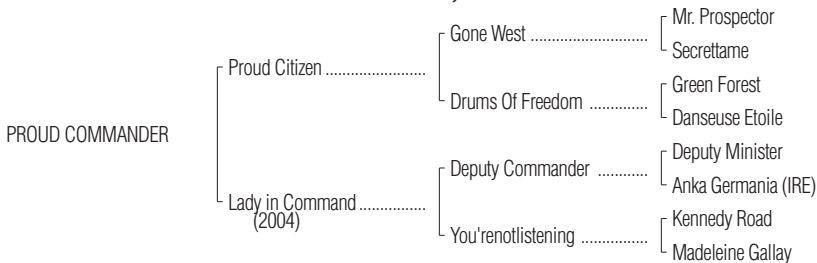 Mr. Prospector
Gone West ...........................
Secrettame
Proud Citizen ........................
Green Forest
Drums Of Freedom ..............
Danseuse Etoile
PROUD COMMANDER
Deputy Minister
Deputy Commander ............
Anka Germania (IRE)
Lady in Command ................
(2004)
Kennedy Road
You'renotlistening ................
Madeleine Gallay